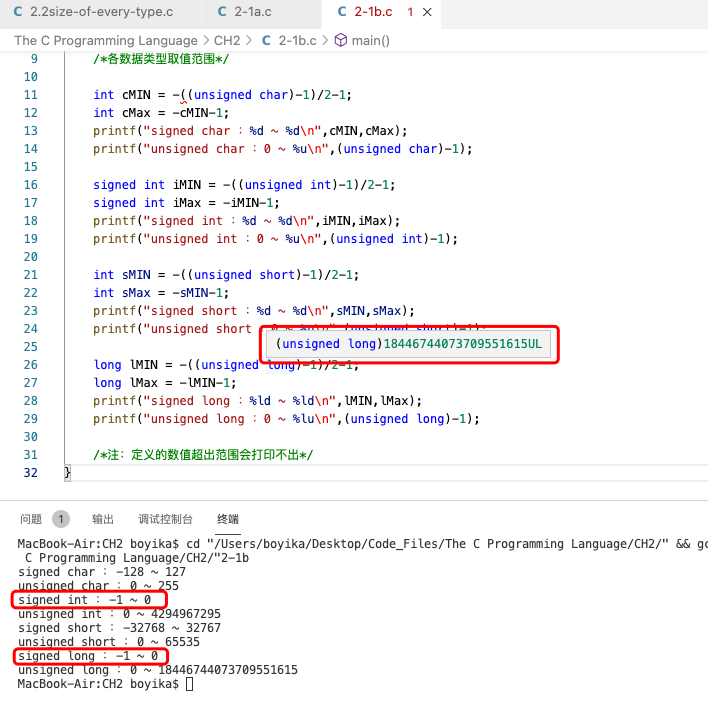 C 2.2size-of-every-type.c C 2-1a.c C 2-1b.c 1 ×
The C Programming Language > CH2 > C 2-1b.c > main()
9 /*各数据类型取值范围*/
10
11 int cMIN = -((unsigned char)-1)/2-1;
12 int cMax = -cMIN-1;
13 printf("signed char : %d ~ %d\n",cMIN,cMax);
14 printf("unsigned char : 0 ~ %u\n",(unsigned char)-1);
15
16 signed int iMIN = -((unsigned int)-1)/2-1;
17 signed int iMax = -iMIN-1;
18 printf("signed int : %d ~ %d\n",iMIN,iMax);
19 printf("unsigned int : 0 ~ %u\n",(unsigned int)-1);
20
21 int sMIN = -((unsigned short)-1)/2-1;
22 int sMax = -sMIN-1;
23 printf("signed short : %d ~ %d\n",sMIN,sMax);
24 printf("unsigned short : 0 ~ %u\n",(unsigned short)-1);
(unsigned long)18446744073709551615UL
25
26 long lMIN = -((unsigned long)-1)/2-1;
27 long lMax = -lMIN-1;
28 printf("signed long : %ld ~ %ld\n",lMIN,lMax);
29 printf("unsigned long : 0 ~ %lu\n",(unsigned long)-1);
30
31 /*注：定义的数值超出范围会打印不出*/
32 }
问题 1 输出 调试控制台 终端
MacBook-Air:CH2 boyika$ cd "/Users/boyika/Desktop/Code_Files/The C Programming Language/CH2/" && gc
C Programming Language/CH2/"2-1b
signed char : -128 ~ 127
unsigned char : 0 ~ 255
signed int : -1 ~ 0
unsigned int : 0 ~ 4294967295
signed short : -32768 ~ 32767
unsigned short : 0 ~ 65535
signed long : -1 ~ 0
unsigned long : 0 ~ 18446744073709551615
MacBook-Air:CH2 boyika$